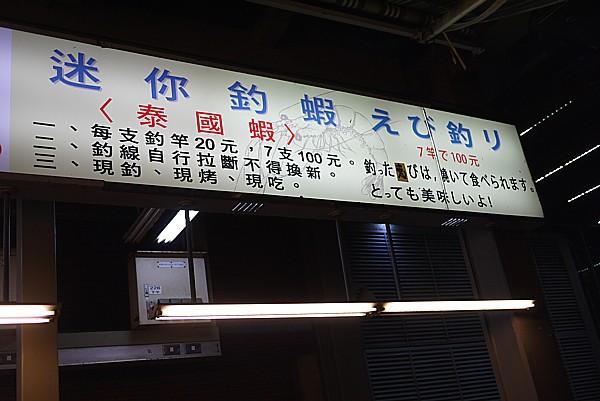 迷你釣蝦 えび釣り
〈泰國蝦〉
7竿で100元
一、每支釣竿20元，7支100元。
二、釣線自行拉斷不得換新。
三、現釣、現烤、現吃。
釣ったえびは，焼いて食べられます。
とっても美味しいよ!